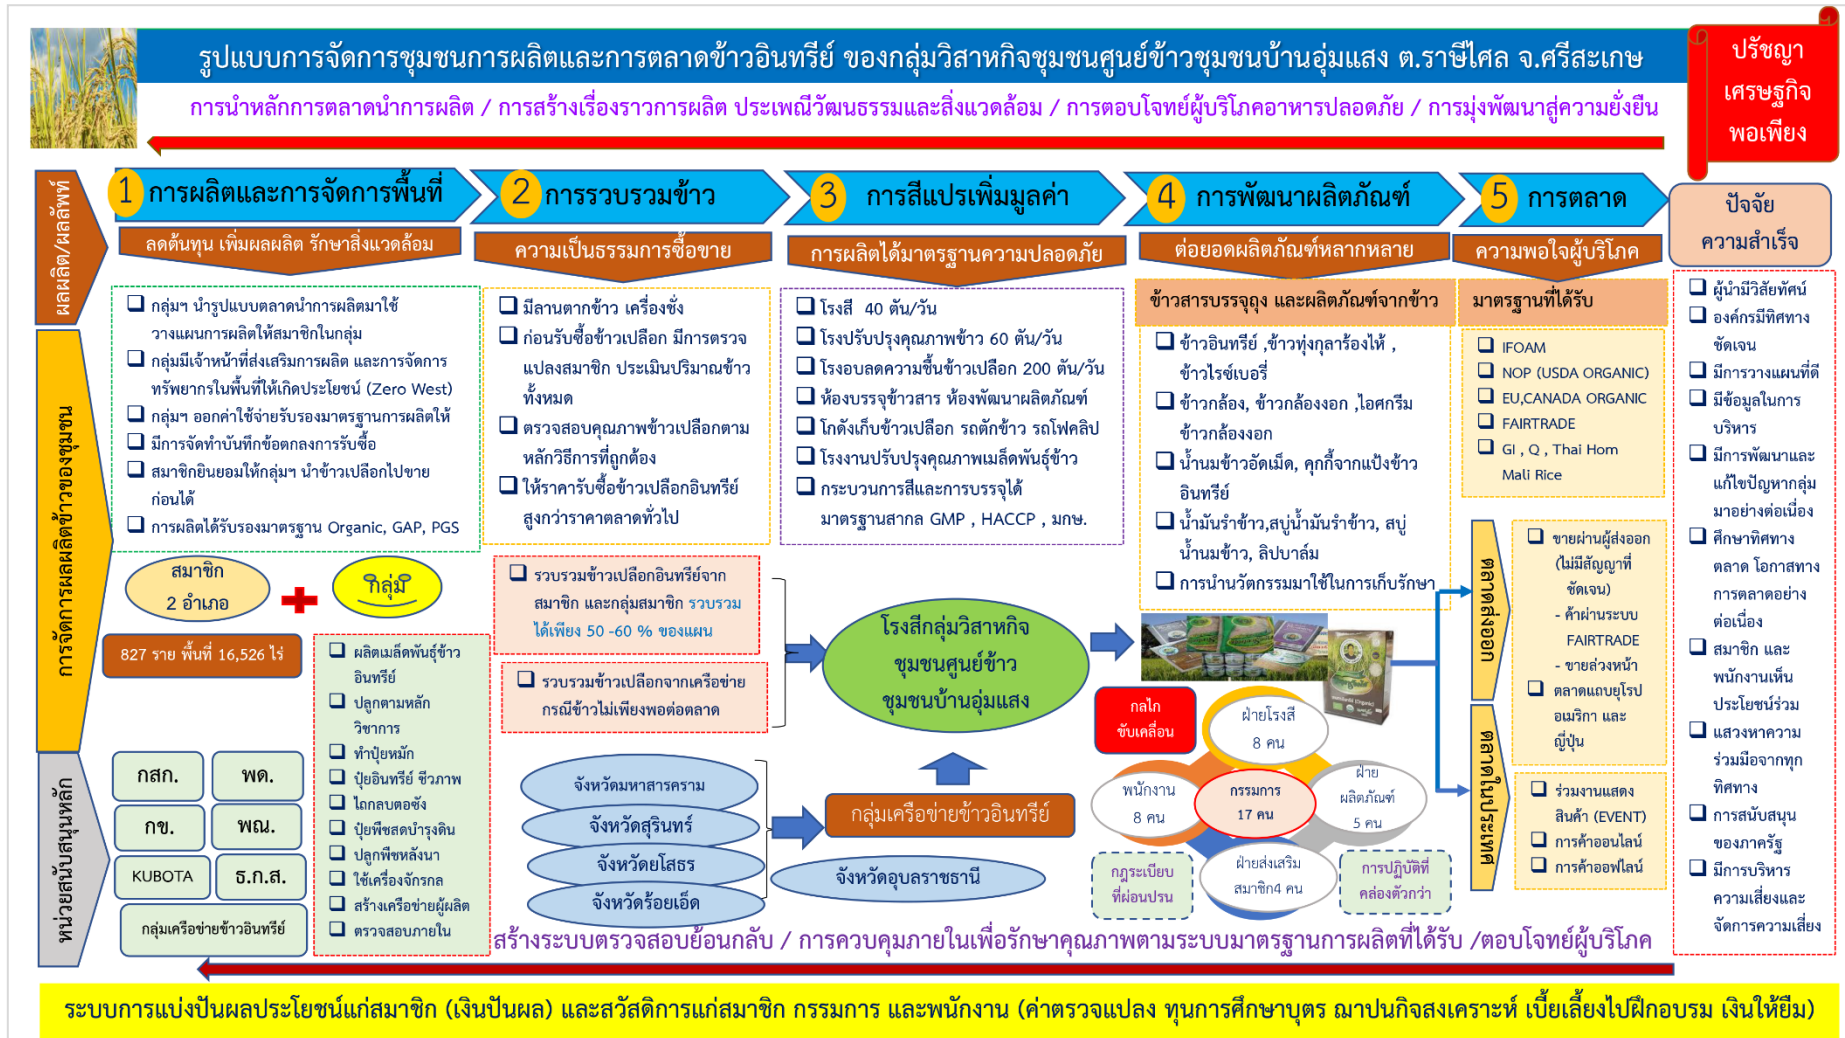 รูปแบบการจัดการชุมชนการผลิตและการตลาดข้าวอินทรีย์ ของกลุ่มวิสาหกิจชุมชนศูนย์ข้าวชุมชนบ้านอุ่มแสง ต.ราษีไศล จ.ศรีสะเกษ
การนำหลักการตลาดนำการผลิต / การสร้างเรื่องราวการผลิต ประเพณีวัฒนธรรมและสิ่งแวดล้อม / การตอบโจทย์ผู้บริโภคอาหารปลอดภัย / การมุ่งพัฒนาสู่ความยั่งยืน
ปรัชญา
เศรษฐกิจ
พอเพียง
ผลผลิต/ผลลัพท์
1 การผลิตและการจัดการพื้นที่
ลดต้นทุน เพิ่มผลผลิต รักษาสิ่งแวดล้อม
2 การรวบรวมข้าว
ความเป็นธรรมการซื้อขาย
3 การสีแปรเพิ่มมูลค่า
การผลิตได้มาตรฐานความปลอดภัย
4 การพัฒนาผลิตภัณฑ์
ต่อยอดผลิตภัณฑ์หลากหลาย
5 การตลาด
ความพอใจผู้บริโภค
ปัจจัย
ความสำเร็จ
การจัดการผลผลิตข้าวของชุมชน
กลุ่มฯ นำรูปแบบตลาดนำการผลิตมาใช้
วางแผนการผลิตให้สมาชิกในกลุ่ม
กลุ่มมีเจ้าหน้าที่ส่งเสริมการผลิต และการจัดการ
ทรัพยากรในพื้นที่ให้เกิดประโยชน์ (Zero West)
กลุ่มฯ ออกค่าใช้จ่ายรับรองมาตรฐานการผลิตให้
มีการจัดทำบันทึกข้อตกลงการรับซื้อ
สมาชิกยินยอมให้กลุ่มฯ นำข้าวเปลือกไปขาย
ก่อนได้
การผลิตได้รับรองมาตรฐาน Organic, GAP, PGS
มีลานตากข้าว เครื่องชั่ง
ก่อนรับซื้อข้าวเปลือก มีการตรวจ
แปลงสมาชิก ประเมินปริมาณข้าว
ทั้งหมด
ตรวจสอบคุณภาพข้าวเปลือกตาม
หลักวิธีการที่ถูกต้อง
ให้ราคารับซื้อข้าวเปลือกอินทรีย์
สูงกว่าราคาตลาดทั่วไป
โรงสี 40 ตัน/วัน
โรงปรับปรุงคุณภาพข้าว 60 ตัน/วัน
โรงอบลดความชื้นข้าวเปลือก 200 ตัน/วัน
ห้องบรรจุข้าวสาร ห้องพัฒนาผลิตภัณฑ์
โกดังเก็บข้าวเปลือก รถตักข้าว รถโฟคลิป
โรงงานปรับปรุงคุณภาพเมล็ดพันธุ์ข้าว
กระบวนการสีและการบรรจุได้
มาตรฐานสากล GMP , HACCP , มกษ.
ข้าวสารบรรจุถุง และผลิตภัณฑ์จากข้าว
ข้าวอินทรีย์ ,ข้าวทุ่งกุลาร้องไห้ ,
ข้าวไรซ์เบอรี่
ข้าวกล้อง, ข้าวกล้องงอก ,ไอศกรีม
ข้าวกล้องงอก
น้ำนมข้าวอัดเม็ด, คุกกี้จากแป้งข้าว
อินทรีย์
น้ำมันรำข้าว,สบู่น้ำมันรำข้าว, สบู่
น้ำนมข้าว, ลิปบาล์ม
การนำนวัตกรรมมาใช้ในการเก็บรักษา
มาตรฐานที่ได้รับ
IFOAM
NOP (USDA ORGANIC)
EU,CANADA ORGANIC
FAIRTRADE
GI , Q , Thai Hom
Mali Rice
ผู้นำมีวิสัยทัศน์
องค์กรมีทิศทาง
ชัดเจน
มีการวางแผนที่ดี
มีข้อมูลในการ
บริหาร
มีการพัฒนาและ
แก้ไขปัญหากลุ่ม
มาอย่างต่อเนื่อง
ศึกษาทิศทาง
ตลาด โอกาสทาง
การตลาดอย่าง
ต่อเนื่อง
สมาชิก และ
พนักงานเห็น
ประโยชน์ร่วม
แสวงหาความ
ร่วมมือจากทุก
ทิศทาง
การสนับสนุน
ของภาครัฐ
มีการบริหาร
ความเสี่ยงและ
จัดการความเสี่ยง
สมาชิก
2 อำเภอ
กลุ่ม
827 ราย พื้นที่ 16,526 ไร่
ผลิตเมล็ดพันธุ์ข้าว
อินทรีย์
ปลูกตามหลัก
วิชาการ
ทำปุ๋ยหมัก
ปุ๋ยอินทรีย์ ชีวภาพ
ไถกลบตอซัง
ปุ๋ยพืชสดบำรุงดิน
ปลูกพืชหลังนา
ใช้เครื่องจักรกล
สร้างเครือข่ายผู้ผลิต
ตรวจสอบภายใน
รวบรวมข้าวเปลือกอินทรีย์จาก
สมาชิก และกลุ่มสมาชิก รวบรวม
ได้เพียง 50 -60 % ของแผน
รวบรวมข้าวเปลือกจากเครือข่าย
กรณีข้าวไม่เพียงพอต่อตลาด
โรงสีกลุ่มวิสาหกิจ
ชุมชนศูนย์ข้าว
ชุมชนบ้านอุ่มแสง
ตลาดส่งออก
ขายผ่านผู้ส่งออก
(ไม่มีสัญญาที่
ชัดเจน)
- ค้าผ่านระบบ
FAIRTRADE
- ขายล่วงหน้า
ตลาดแถบยุโรป
อเมริกา และ
ญี่ปุ่น
ตลาดในประเทศ
ร่วมงานแสดง
สินค้า (EVENT)
การค้าออนไลน์
การค้าออฟไลน์
กลไก
ขับเคลื่อน
ฝ่ายโรงสี
8 คน
พนักงาน
8 คน
กรรมการ
17 คน
ฝ่าย
ผลิตภัณฑ์
5 คน
ฝ่ายส่งเสริม
สมาชิก4 คน
กฎระเบียบ
ที่ผ่อนปรน
การปฏิบัติที่
คล่องตัวกว่า
หน่วยสนับสนุนหลัก
กสก.
พด.
กข.
พณ.
KUBOTA
ธ.ก.ส.
กลุ่มเครือข่ายข้าวอินทรีย์
จังหวัดมหาสารคราม
จังหวัดสุรินทร์
จังหวัดยโสธร
จังหวัดร้อยเอ็ด
กลุ่มเครือข่ายข้าวอินทรีย์
จังหวัดอุบลราชธานี
สร้างระบบตรวจสอบย้อนกลับ / การควบคุมภายในเพื่อรักษาคุณภาพตามระบบมาตรฐานการผลิตที่ได้รับ /ตอบโจทย์ผู้บริโภค
ระบบการแบ่งปันผลประโยชน์แก่สมาชิก (เงินปันผล) และสวัสดิการแก่สมาชิก กรรมการ และพนักงาน (ค่าตรวจแปลง ทุนการศึกษาบุตร ฌาปนกิจสงเคราะห์ เบี้ยเลี้ยงไปฝึกอบรม เงินให้ยืม)